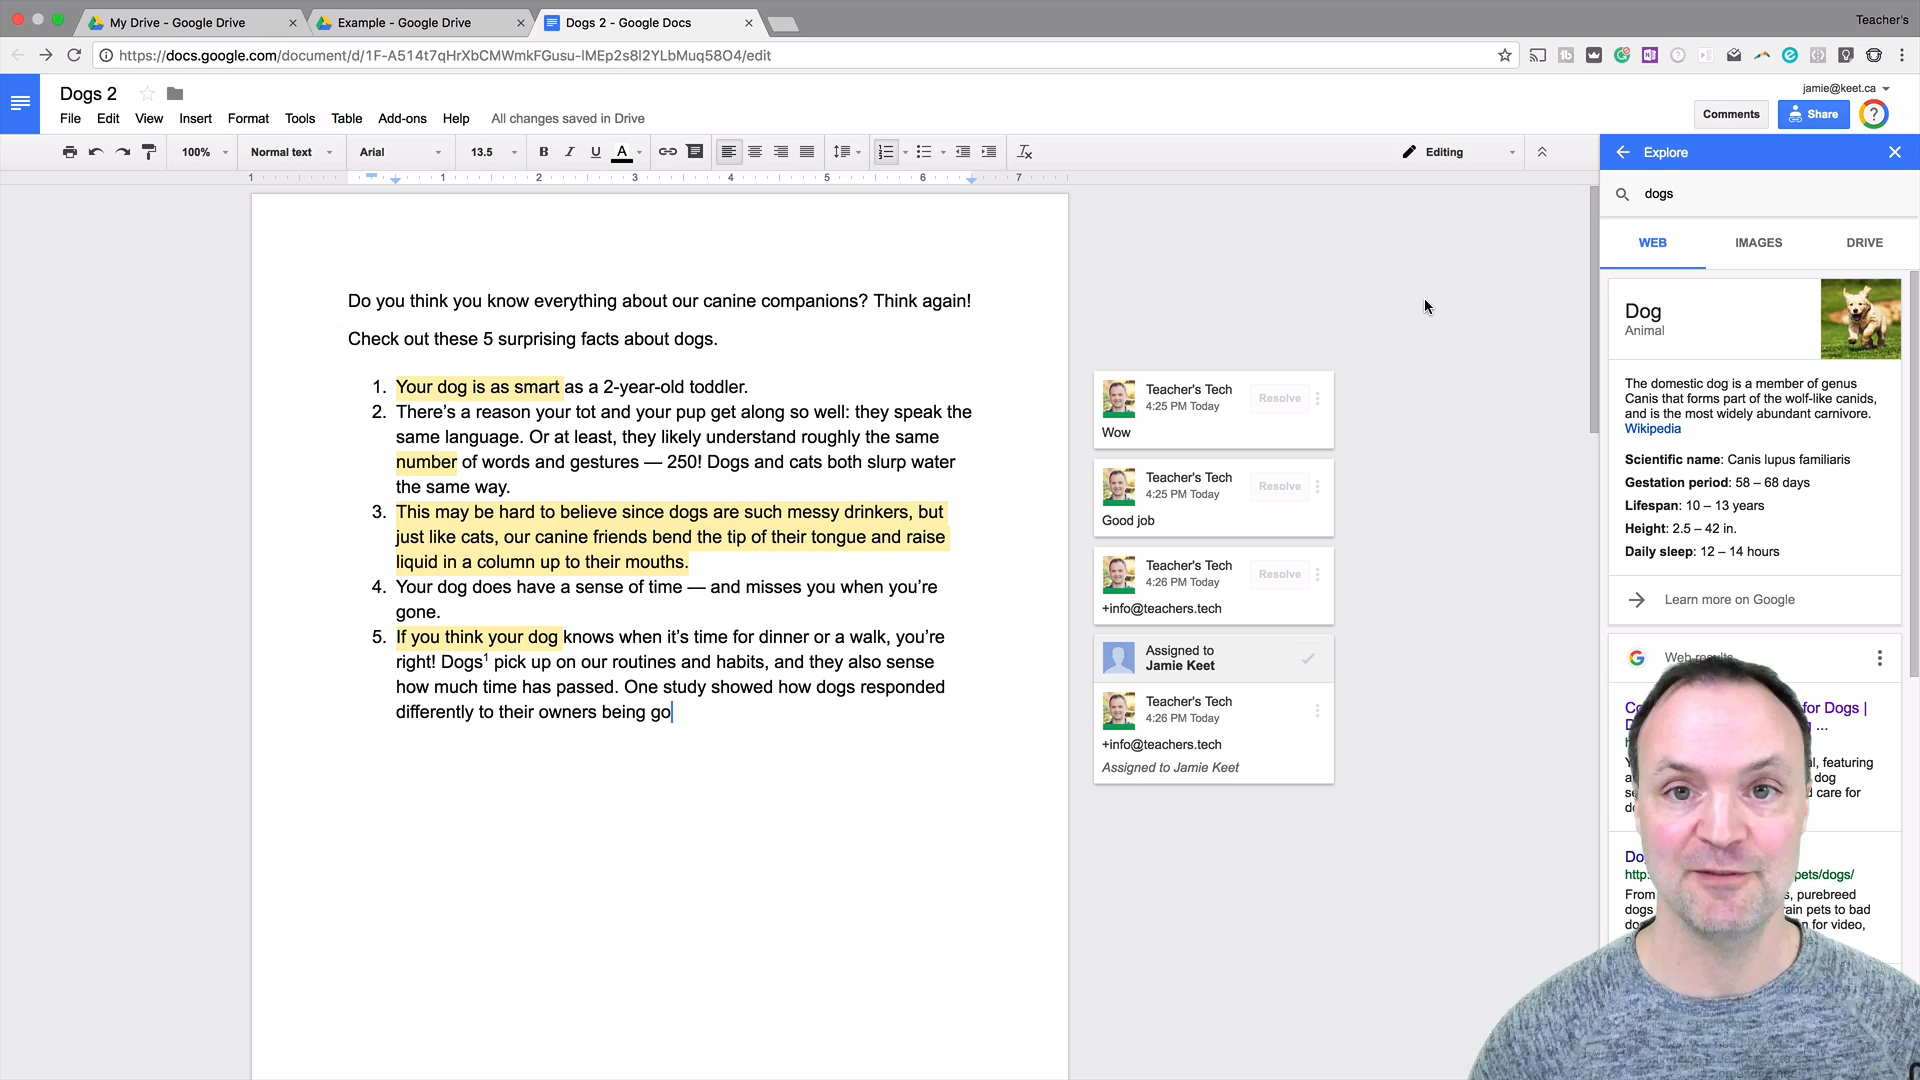 My Drive - Google Drive
Example - Google Drive
Dogs 2 - Google Docs
Teacher's
https://docs.google.com/document/d/1F-A514t7qHrXbCMWmkFGusu-lMEp2s8l2YLbMuq58O4/edit
Dogs 2
jamie@keet.ca
File Edit View Insert Format Tools Table Add-ons Help All changes saved in Drive
Comments
Share
100% Normal text Arial 13.5 B I U A Editing
Explore
1 1 2 3 4 5 6 7
dogs
WEB IMAGES DRIVE
Do you think you know everything about our canine companions? Think again!
Check out these 5 surprising facts about dogs.
1. Your dog is as smart as a 2-year-old toddler.
2. There's a reason your tot and your pup get along so well: they speak the
same language. Or at least, they likely understand roughly the same
number of words and gestures — 250! Dogs and cats both slurp water
the same way.
3. This may be hard to believe since dogs are such messy drinkers, but
just like cats, our canine friends bend the tip of their tongue and raise
liquid in a column up to their mouths.
4. Your dog does have a sense of time — and misses you when you're
gone.
5. If you think your dog knows when it's time for dinner or a walk, you're
right! Dogs¹ pick up on our routines and habits, and they also sense
how much time has passed. One study showed how dogs responded
differently to their owners being go
Teacher's Tech
4:25 PM Today
Resolve
Wow
Teacher's Tech
4:25 PM Today
Resolve
Good job
Teacher's Tech
4:26 PM Today
Resolve
+info@teachers.tech
Assigned to
Jamie Keet
Teacher's Tech
4:26 PM Today
+info@teachers.tech
Assigned to Jamie Keet
Dog
Animal
The domestic dog is a member of genus
Canis that forms part of the wolf-like canids,
and is the most widely abundant carnivore.
Wikipedia
Scientific name: Canis lupus familiaris
Gestation period: 58 – 68 days
Lifespan: 10 – 13 years
Height: 2.5 – 42 in.
Daily sleep: 12 – 14 hours
Learn more on Google
Web results
for Dogs |
...
featuring
dog
care for
http:
pets/dogs/
From purebreed
dogs pets to bad
for video,